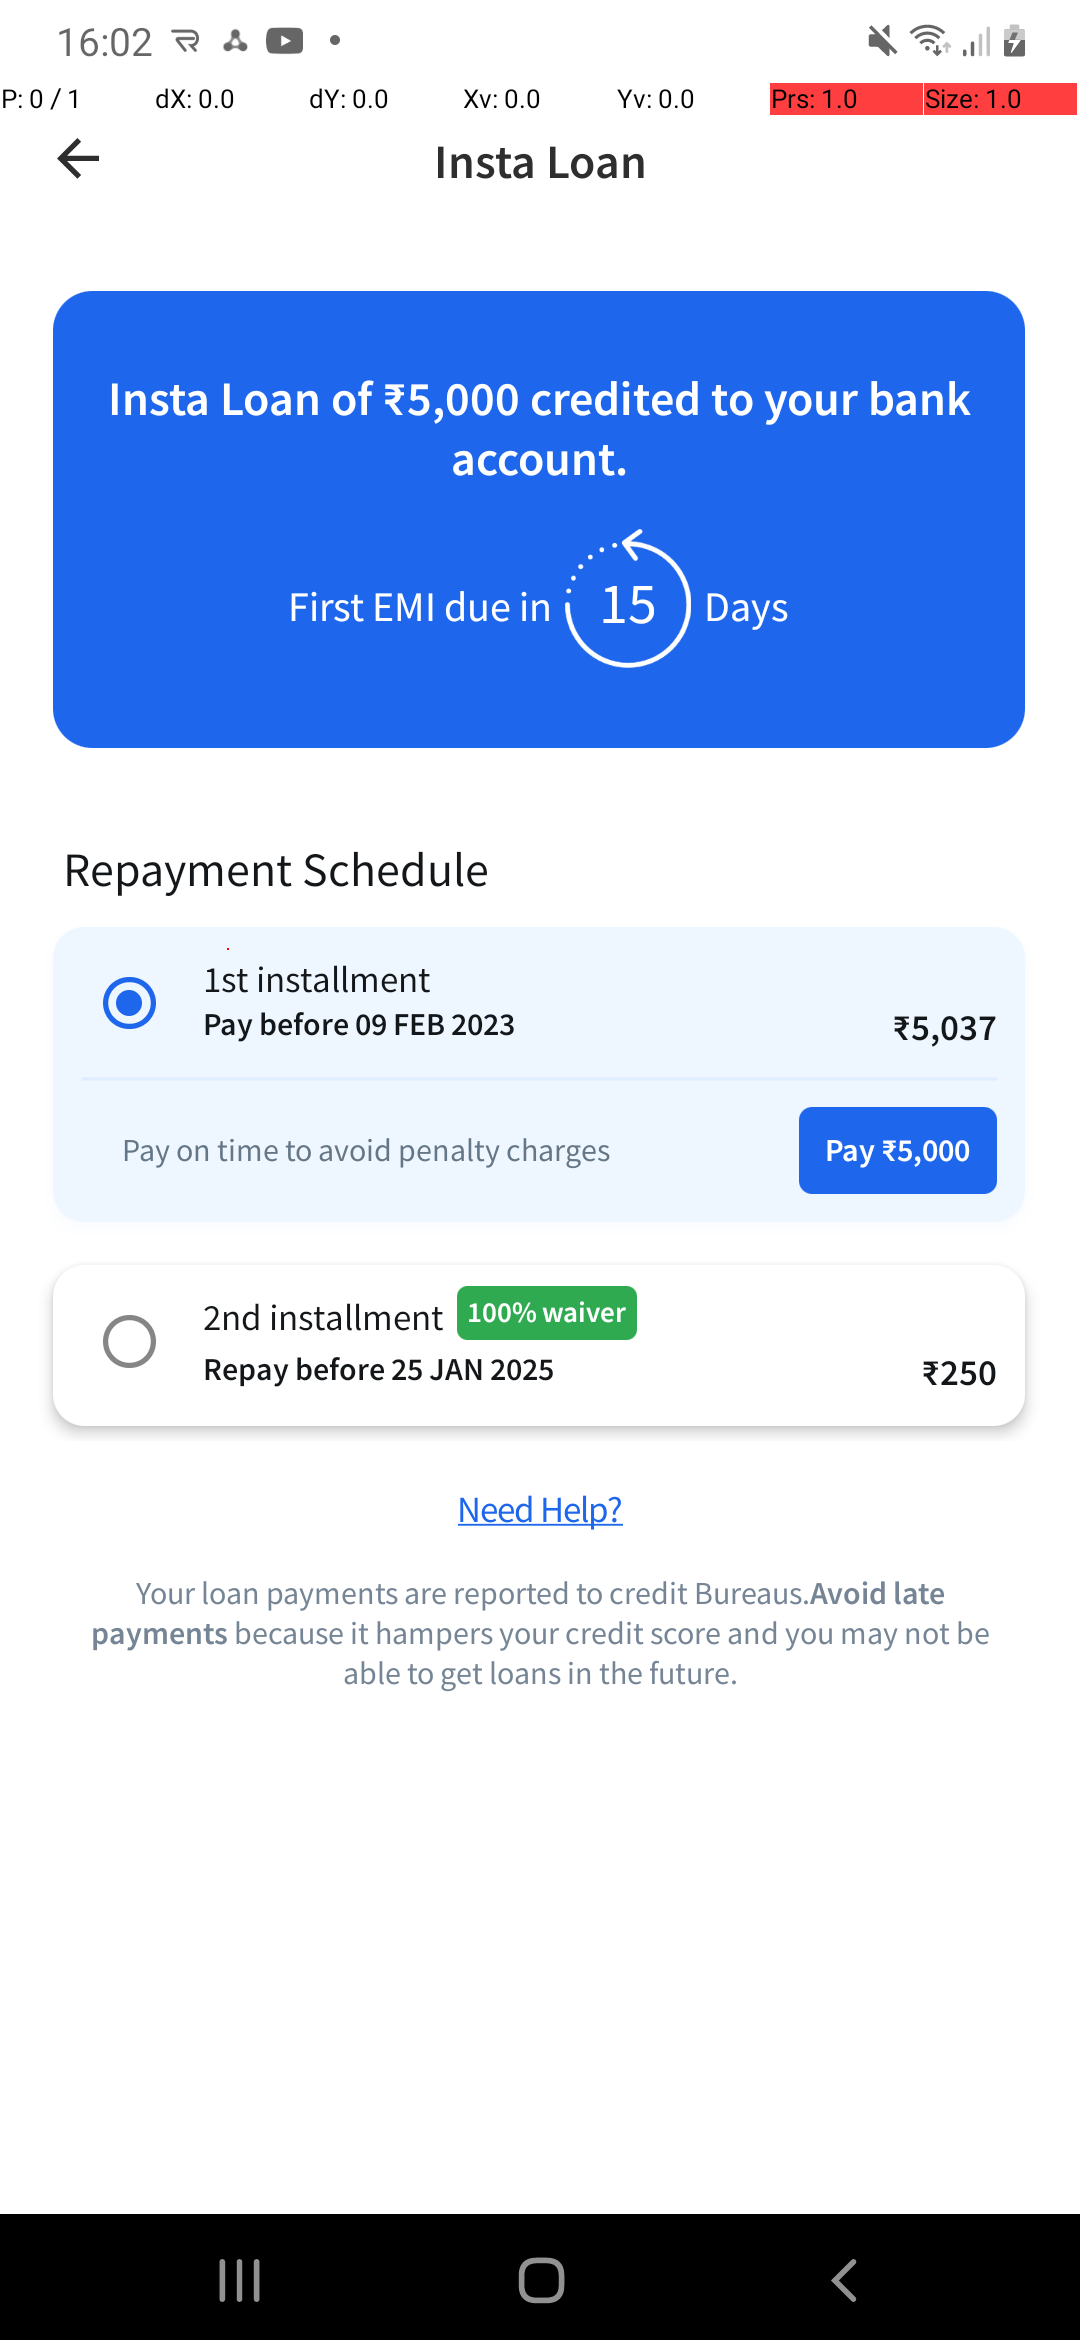 16:02
P: 0 / 1 dX: 0.0 dY: 0.0 Xv: 0.0 Yv: 0.0 Prs: 1.0 Size: 1.0
Insta Loan
Insta Loan of ₹5,000 credited to your bank
account.
First EMI due in 15 Days
Repayment Schedule
1st installment
Pay before 09 FEB 2023
₹5,037
Pay on time to avoid penalty charges
Pay ₹5,000
2nd installment 100% waiver
Repay before 25 JAN 2025
₹250
Need Help?
Your loan payments are reported to credit Bureaus.Avoid late
payments because it hampers your credit score and you may not be
able to get loans in the future.